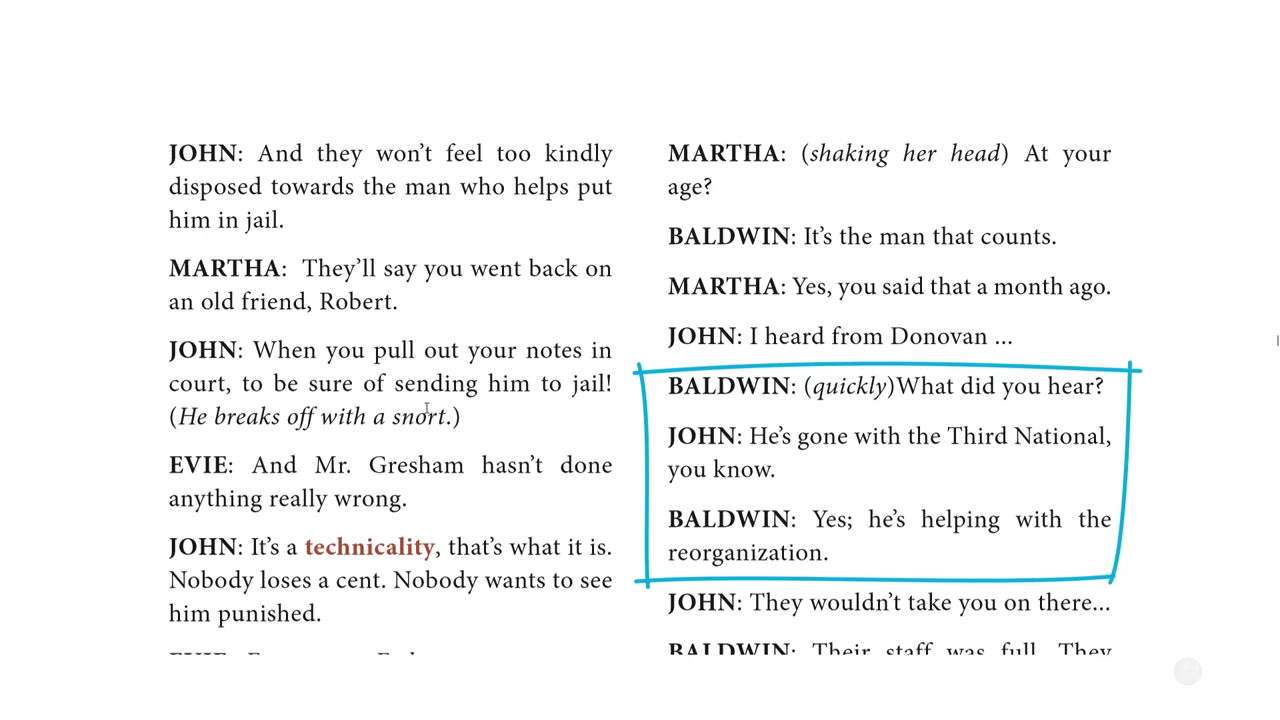 JOHN: And they won't feel too kindly
disposed towards the man who helps put
him in jail.
MARTHA: They'll say you went back on
an old friend, Robert.
JOHN: When you pull out your notes in
court, to be sure of sending him to jail!
(He breaks off with a snort.)
EVIE: And Mr. Gresham hasn't done
anything really wrong.
JOHN: It's a technicality, that's what it is.
Nobody loses a cent. Nobody wants to see
him punished.
MARTHA: (shaking her head) At your
age?
BALDWIN: It's the man that counts.
MARTHA: Yes, you said that a month ago.
JOHN: I heard from Donovan ...
BALDWIN: (quickly)What did you hear?
JOHN: He's gone with the Third National,
you know.
BALDWIN: Yes; he's helping with the
reorganization.
JOHN: They wouldn't take you on there...
BALDWIN: Their staff was full. They